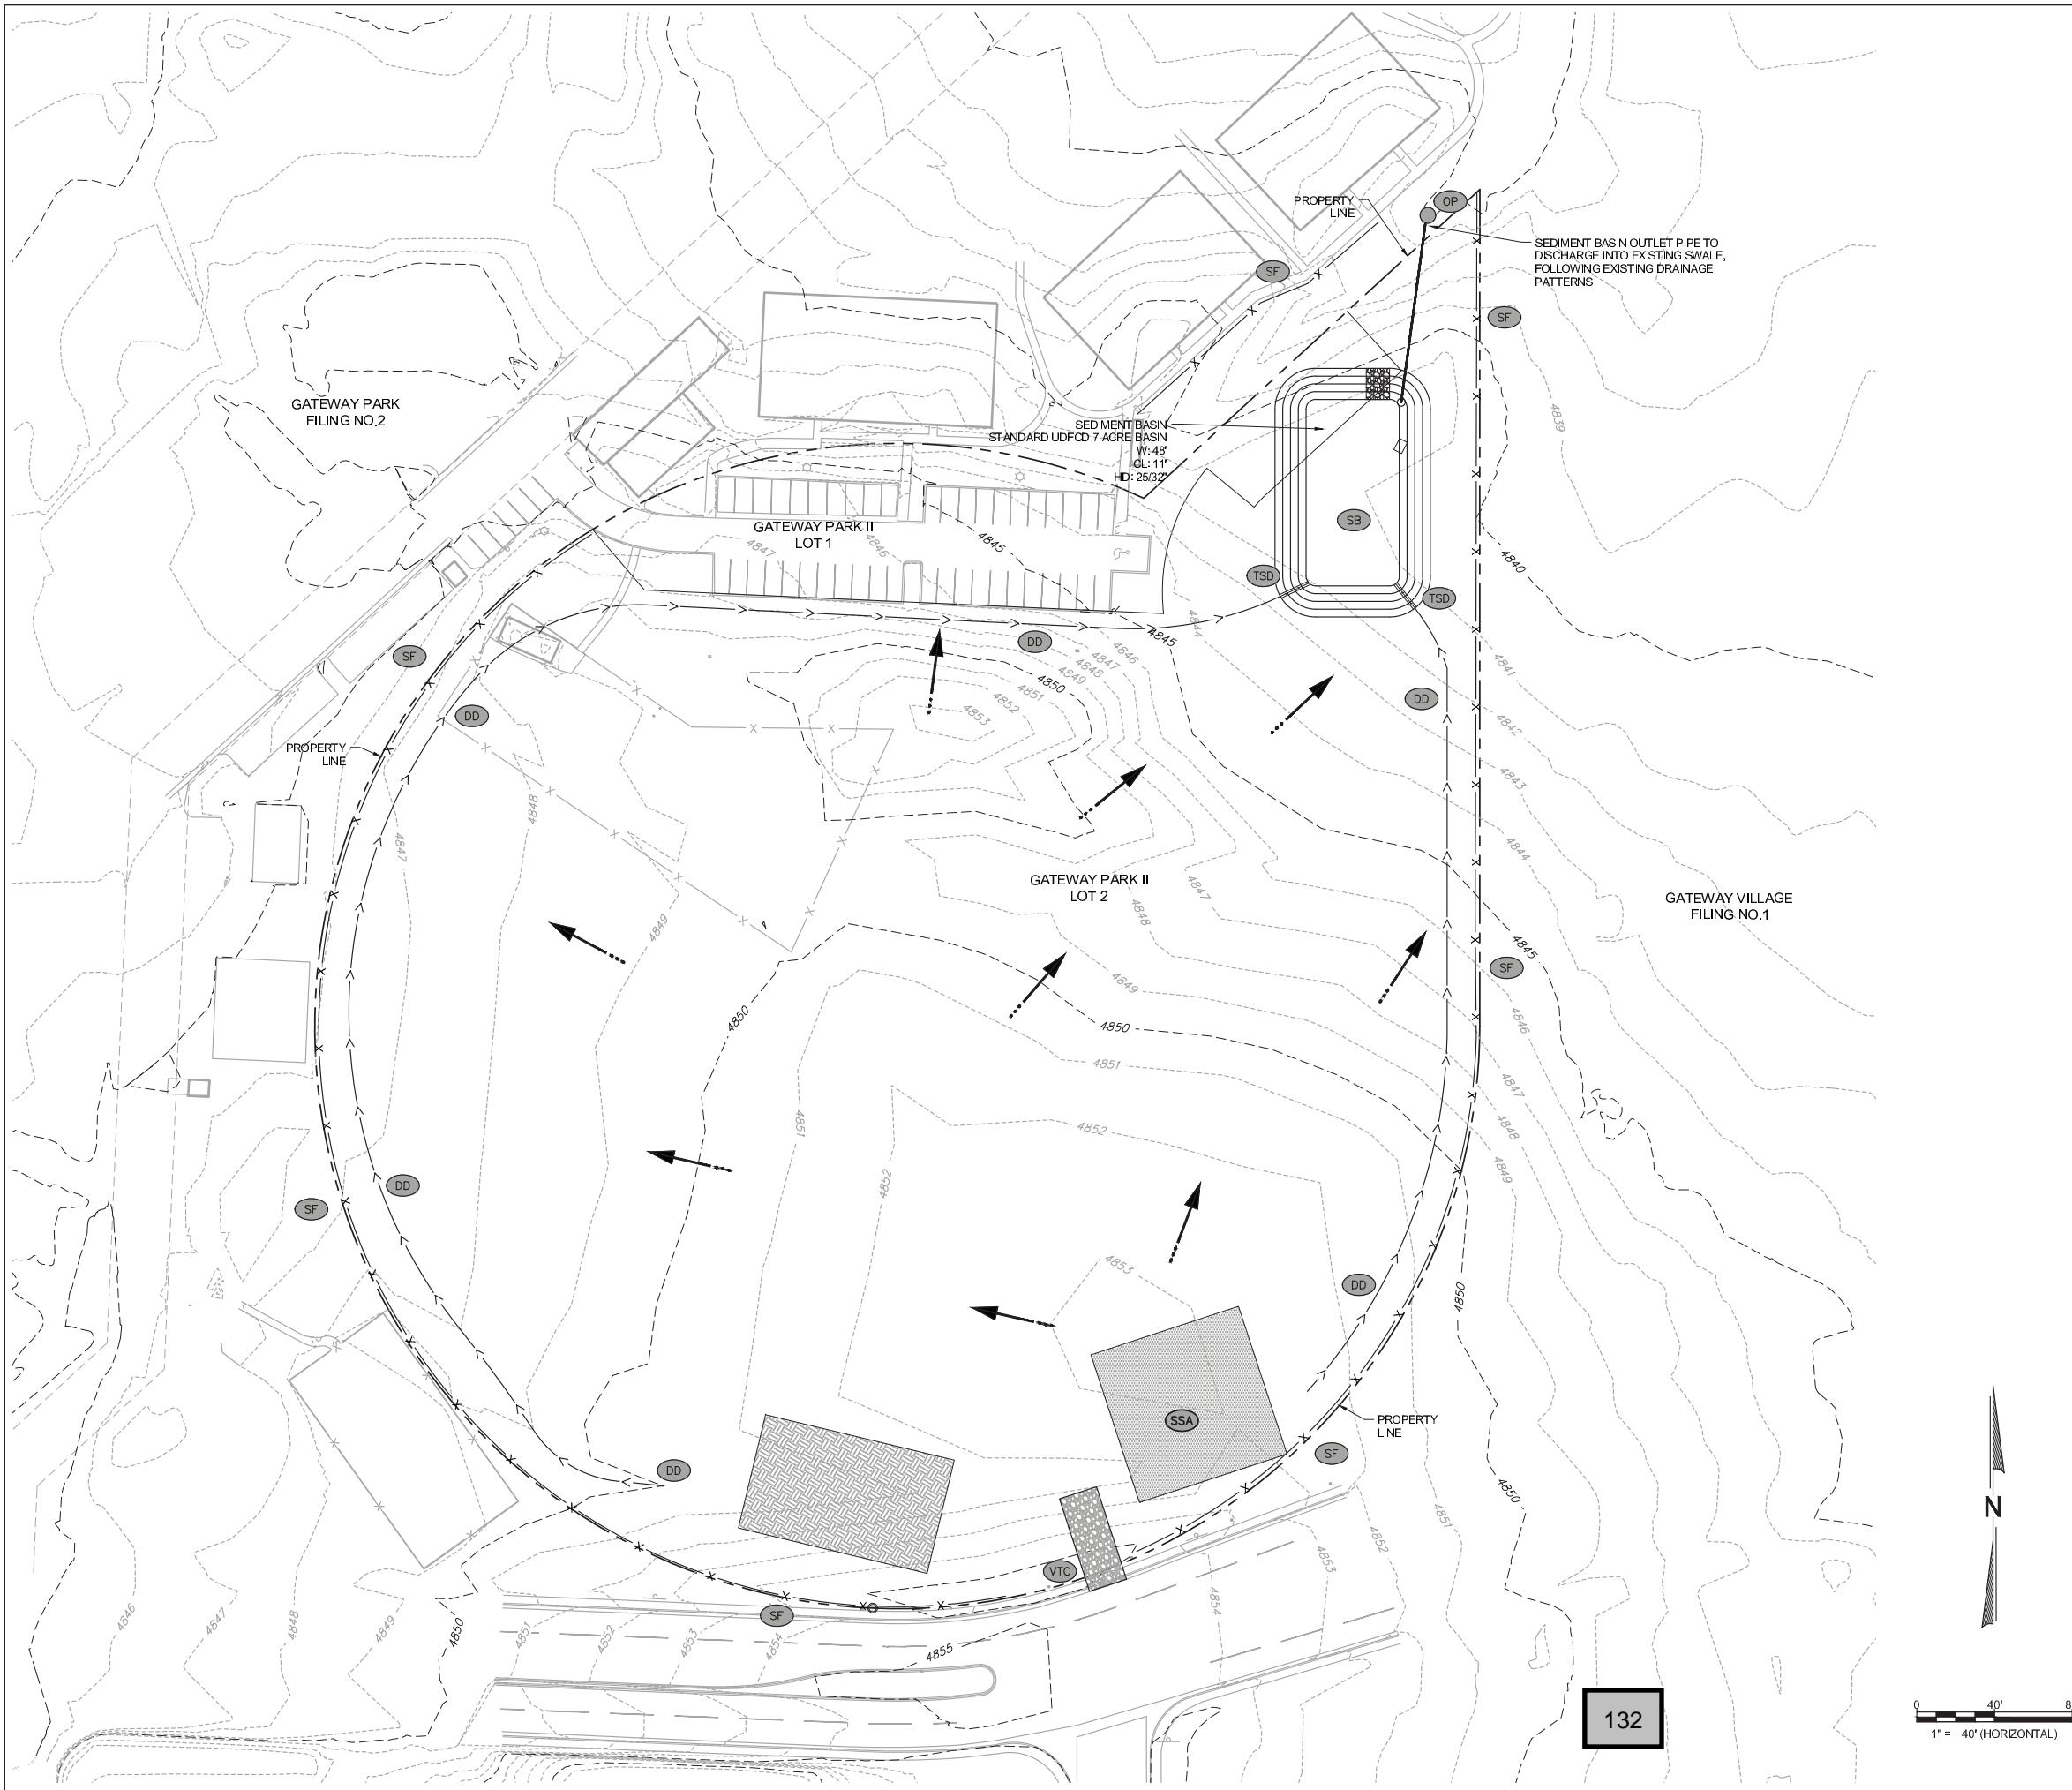 PROPERTY
LINE
OP
SEDIMENT BASIN OUTLET PIPE TO
DISCHARGE INTO EXISTING SWALE,
FOLLOWING EXISTING DRAINAGE
PATTERNS
SF
SF
GATEWAY PARK
FILING NO.2
4839
SEDIMENT BASIN
STANDARD UDFCD 7 ACRE BASIN
W: 48'
CL: 11'
HD: 25/32"
SB
GATEWAY PARK II
LOT 1
4847
4846
4845
4840
TSD
TSD
4844
4845
DD
4846
4847
4848
4849
4850
4851
4852
4853
4841
SF
DD
DD
4842
PROPERTY
LINE
4843
4848
4847
4844
GATEWAY PARK II
LOT 2
4847
4848
GATEWAY VILLAGE
FILING NO.1
4849
4845
SF
4849
4850
4850
4846
4851
4847
4851
4852
4848
4849
4852
DD
SF
4853
DD
4850
SSA
PROPERTY
LINE
SF
DD
4850
4851
N
4852
4853
VTC
4854
SF
4846
4847
4848
4849
4850
4851
4852
4853
4854
4855
132
0 40' 8
1" = 40' (HORIZONTAL)